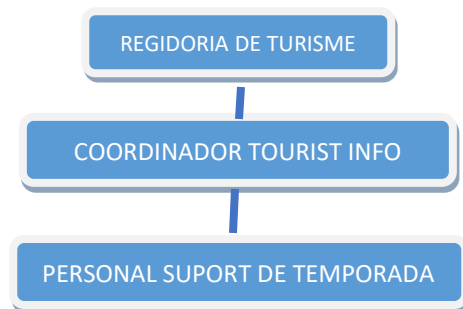 REGIDORIA DE TURISME
COORDINADOR TOURIST INFO
PERSONAL SUPORT DE TEMPORADA